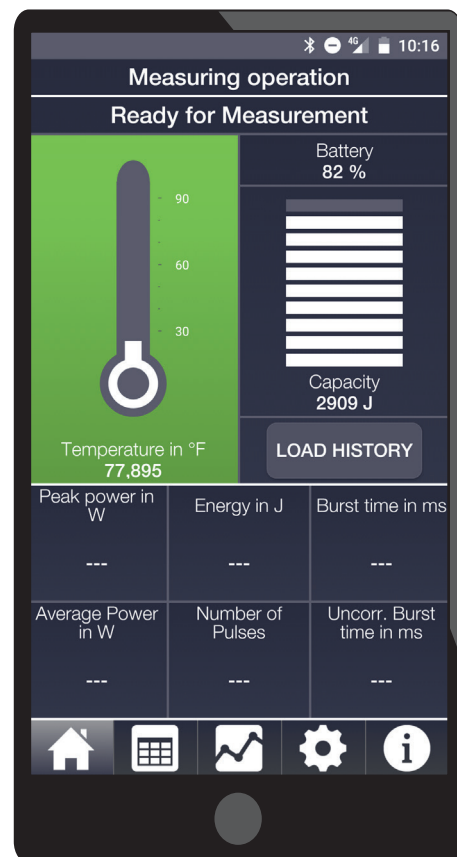 4G 10:16
Measuring operation
Ready for Measurement
Battery
82 %
90
60
30
Capacity
2909 J
Temperature in °F
77,895
LOAD HISTORY
Peak power in
W
---
Energy in J
---
Burst time in ms
---
Average Power
in W
---
Number of
Pulses
---
Uncorr. Burst
time in ms
---
i